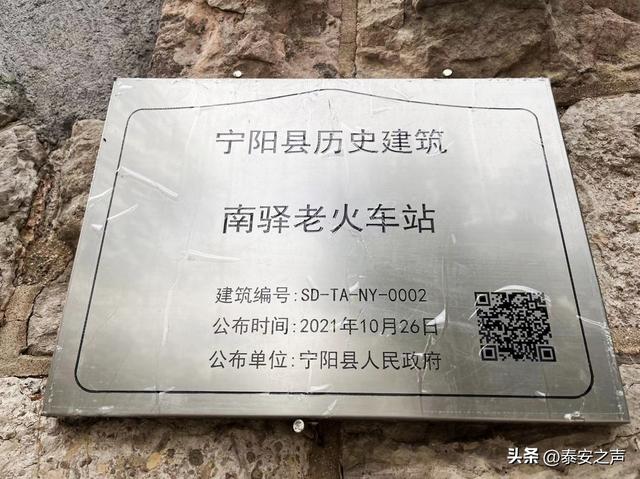 宁阳县历史建筑
南驿老火车站
建筑编号:SD-TA-NY-0002
公布时间:2021年10月26日
公布单位:宁阳县人民政府
头条@泰安之声